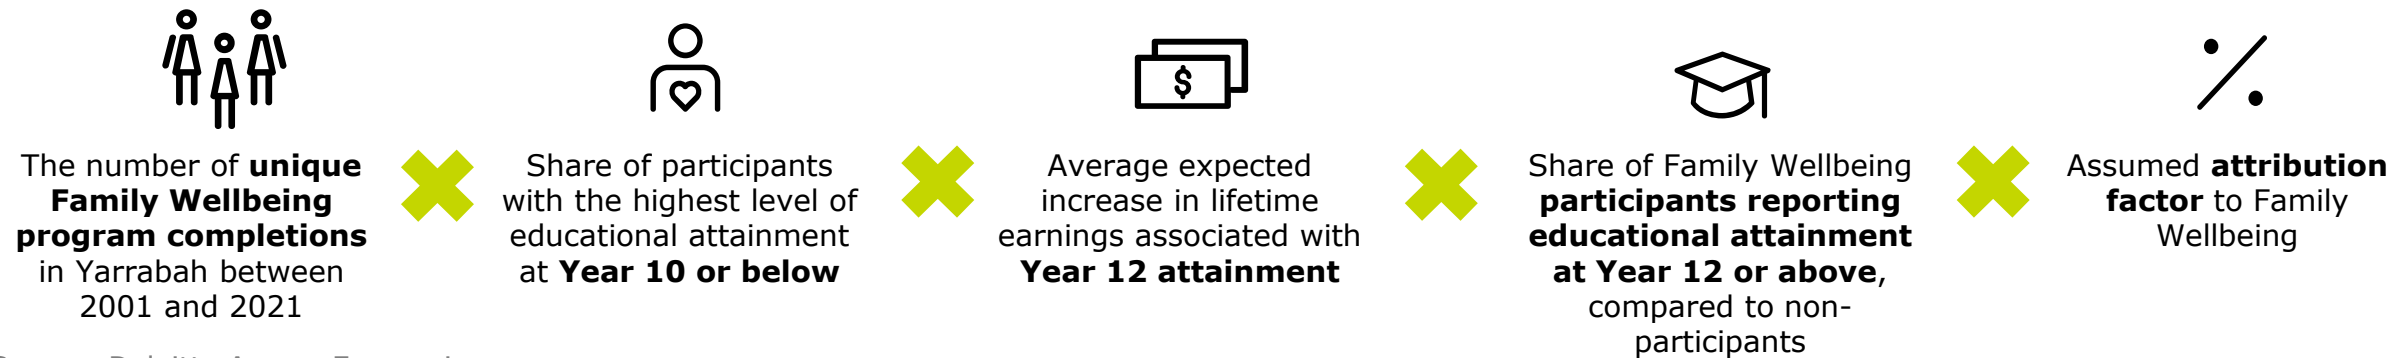 The number of unique
Family Wellbeing
program completions
in Yarrabah between
2001 and 2021
Share of participants
with the highest level of
educational attainment
at Year 10 or below
$
Average expected
increase in lifetime
earnings associated with
Year 12 attainment
Share of Family Wellbeing
participants reporting
educational attainment
at Year 12 or above,
compared to non-
participants
Assumed attribution
factor to Family
Wellbeing